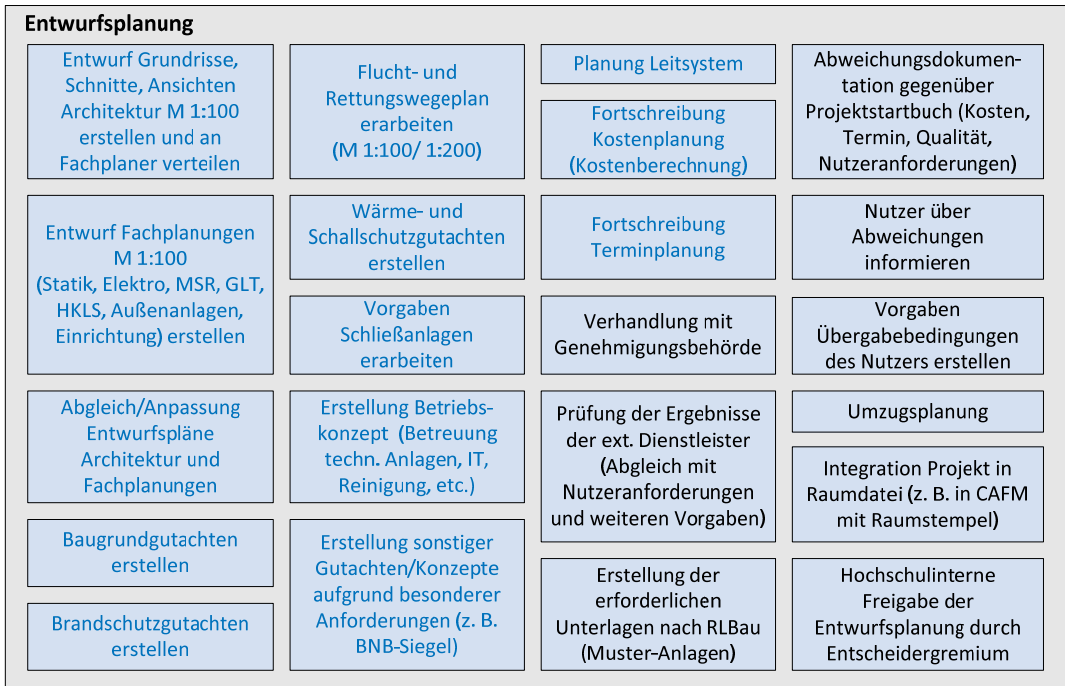 Entwurfsplanung
Entwurf Grundrisse,
Schnitte, Ansichten
Architektur M 1:100
erstellen und an
Fachplaner verteilen
Entwurf Fachplanungen
M 1:100
(Statik, Elektro, MSR, GLT,
HKLS, Außenanlagen,
Einrichtung) erstellen
Abgleich/Anpassung
Entwurfspläne
Architektur und
Fachplanungen
Baugrundgutachten
erstellen
Brandschutzgutachten
erstellen
Flucht- und
Rettungswegeplan
erarbeiten
(M 1:100/ 1:200)
Wärme- und
Schallschutzgutachten
erstellen
Vorgaben
Schließanlagen
erarbeiten
Erstellung Betriebs-
konzept (Betreuung
techn. Anlagen, IT,
Reinigung, etc.)
Erstellung sonstiger
Gutachten/Konzepte
aufgrund besonderer
Anforderungen (z. B.
BNB-Siegel)
Planung Leitsystem
Fortschreibung
Kostenplanung
(Kostenberechnung)
Fortschreibung
Terminplanung
Verhandlung mit
Genehmigungsbehörde
Prüfung der Ergebnisse
der ext. Dienstleister
(Abgleich mit
Nutzeranforderungen
und weiteren Vorgaben)
Erstellung der
erforderlichen
Unterlagen nach RLBau
(Muster-Anlagen)
Abweichungsdokumen-
tation gegenüber
Projektstartbuch (Kosten,
Termin, Qualität,
Nutzeranforderungen)
Nutzer über
Abweichungen
informieren
Vorgaben
Übergabebedingungen
des Nutzers erstellen
Umzugsplanung
Integration Projekt in
Raumdatei (z. B. in CAFM
mit Raumstempel)
Hochschulinterne
Freigabe der
Entwurfsplanung durch
Entscheidergremium